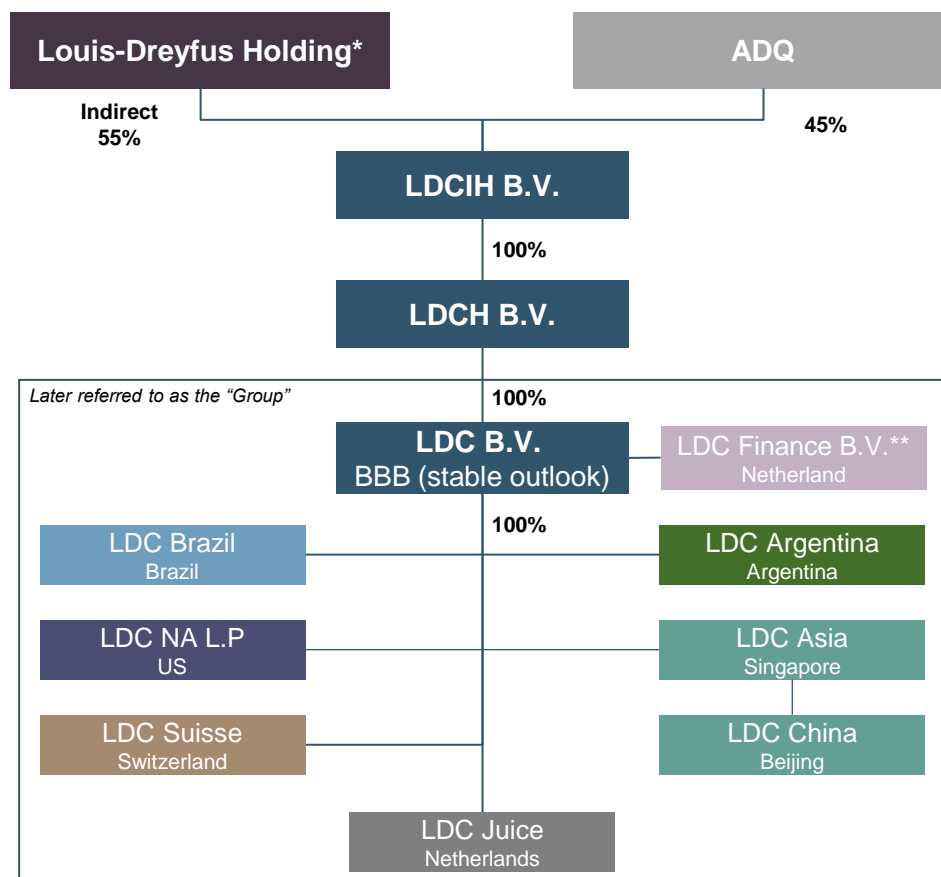 Louis-Dreyfus Holding*
ADQ
Indirect
55%
45%
LDCIH B.V.
100%
LDCH B.V.
Later referred to as the “Group”
100%
LDC B.V.
BBB (stable outlook)
LDC Finance B.V.**
Netherland
100%
LDC Brazil
Brazil
LDC Argentina
Argentina
LDC NA L.P
US
LDC Asia
Singapore
LDC Suisse
Switzerland
LDC China
Beijing
LDC Juice
Netherlands